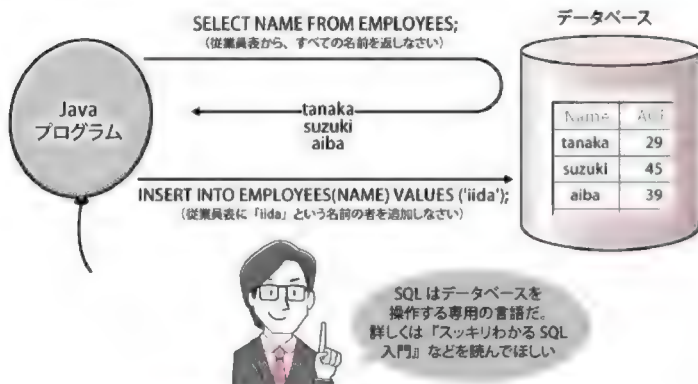 SELECT NAME FROM EMPLOYEES;
(従業員表から、すべての名前を返しなさい)
データベース
Java
プログラム
tanaka
suzuki
aiba
Name
tanaka 29
suzuki 45
aiba 39
INSERT INTO EMPLOYEES(NAME) VALUES ('iida');
(従業員表に「iida」という名前の者を追加しなさい)
SQL はデータベースを
操作する専用の言語だ。
詳しくは『スッキリわかる SQL
入門』などを読んでほしい